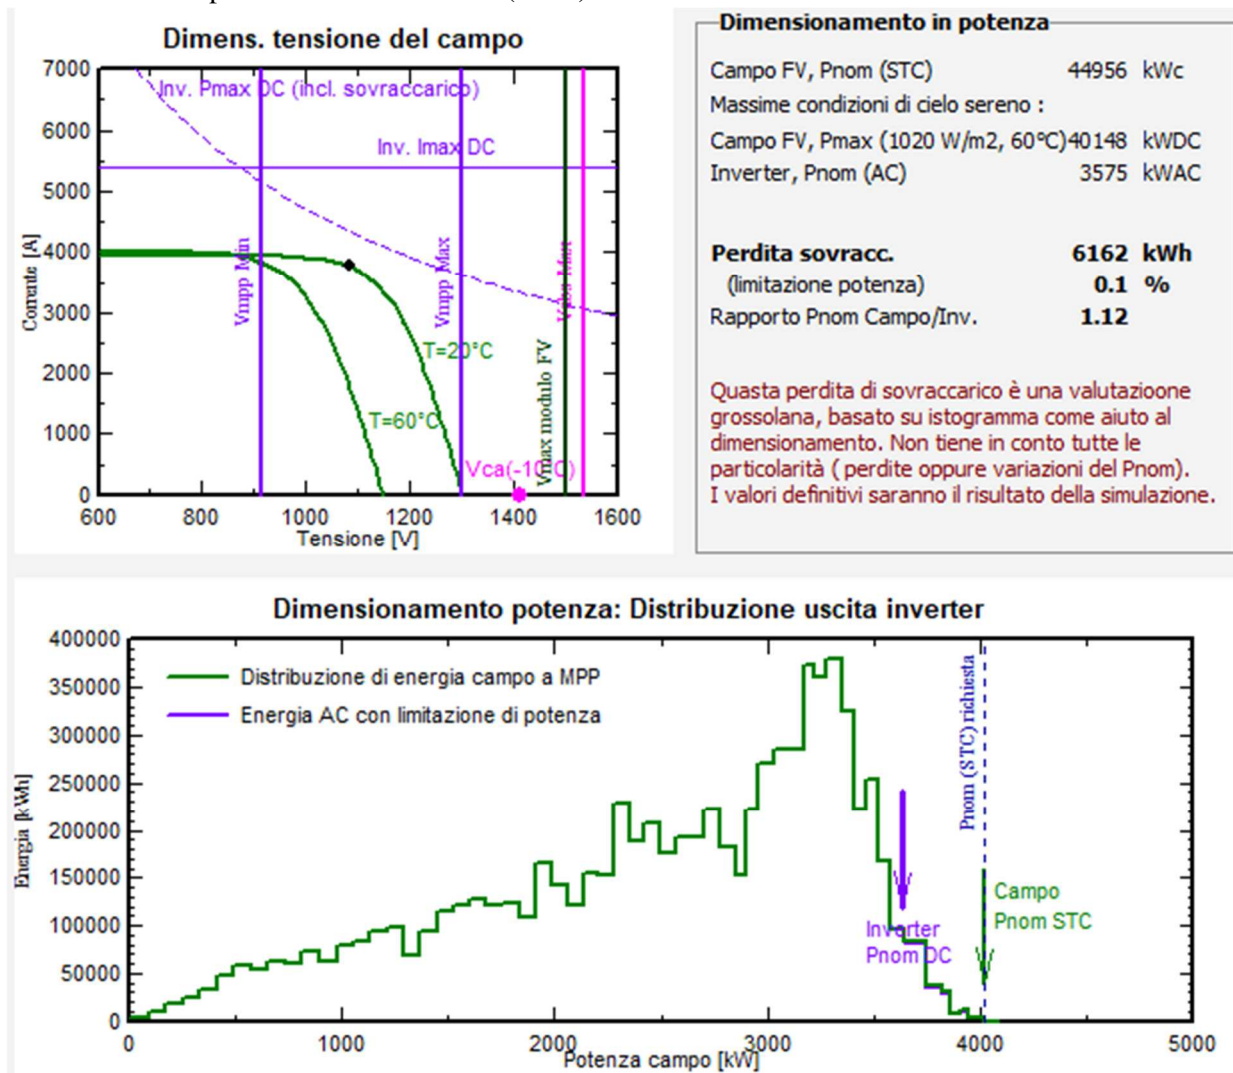 Dimens. tensione del campo
7000
6000
5000
4000
3000
2000
1000
0
Corrente [A]
Inv. Pmax DC (incl. sovraccarico)
Inv. Imax DC
Vmpp Min
Vmpp Max
Vabs Max
Vmax modulo FV
T=20°C
T=60°C
Vca(-10°C)
600
800
1000
1200
1400
1600
Tensione [V]
Dimensionamento in potenza
Campo FV, Pnom (STC) 44956 kWc
Massime condizioni di cielo sereno :
Campo FV, Pmax (1020 W/m2, 60°C)40148 kWDC
Inverter, Pnom (AC) 3575 kWAC
Perdita sovracc. 6162 kWh
(limitazione potenza) 0.1 %
Rapporto Pnom Campo/Inv. 1.12
Quasta perdita di sovraccarico è una valutazioone
grossolana, basato su istogramma come aiuto al
dimensionamento. Non tiene in conto tutte le
particolarità ( perdite oppure variazioni del Pnom).
I valori definitivi saranno il risultato della simulazione.
Dimensionamento potenza: Distribuzione uscita inverter
400000
350000
300000
250000
200000
150000
100000
50000
0
Energia [kWh]
Distribuzione di energia campo a MPP
Energia AC con limitazione di potenza
Pnom (STC) richiesta
Inverter
Pnom DC
Campo
Pnom STC
0
1000
2000
3000
4000
5000
Potenza campo [kW]